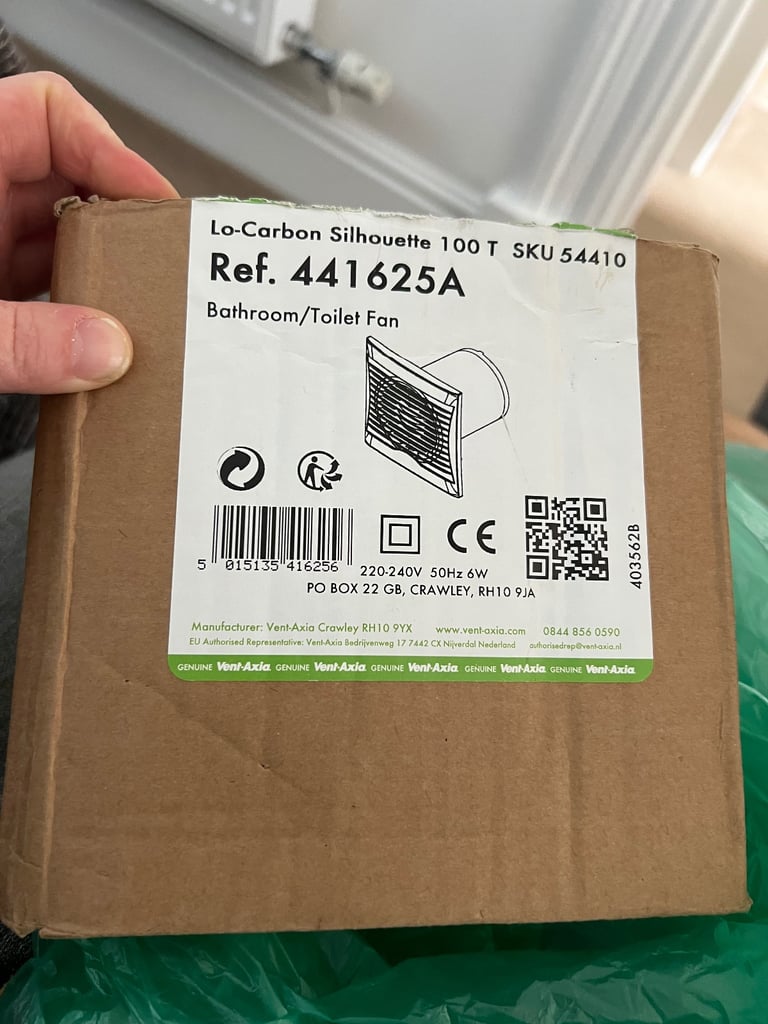 Lo-Carbon Silhouette 100 T SKU 54410
Ref. 441625A
Bathroom/Toilet Fan
5 015135 416256
CE
220-240V 50Hz 6W
PO BOX 22 GB, CRAWLEY, RH10 9JA
403562B
Manufacturer: Vent-Axia Crawley RH10 9YX www.vent-axia.com 0844 856 0590
EU Authorised Representative: Vent-Axia Bedrijvenweg 17 7442 CX Nijverdal Nederland authorisedrep@vent-axia.nl
GENUINE Vent-Axia GENUINE Vent-Axia GENUINE Vent-Axia GENUINE Vent-Axia GENUINE Vent-Axia